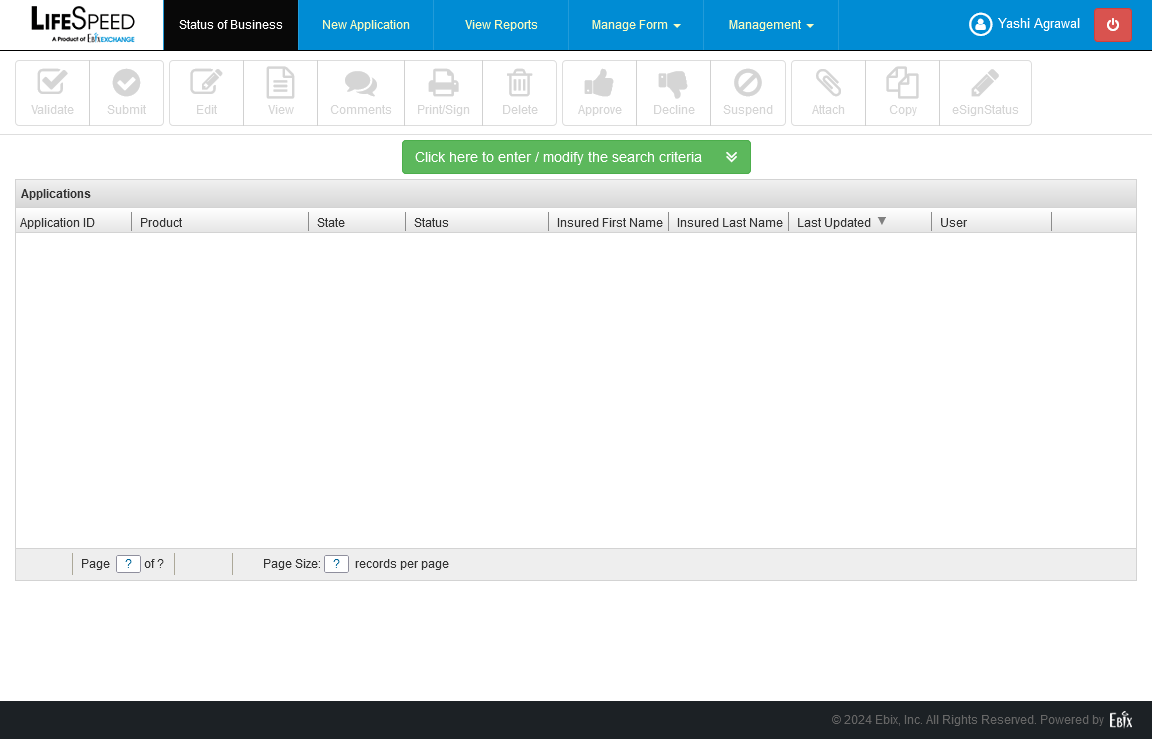 LIFESPEED
A Product of EbixEXCHANGE
Status of Business
New Application
View Reports
Manage Form
Management
Yashi Agrawal
Validate
Submit
Edit
View
Comments
Print/Sign
Delete
Approve
Decline
Suspend
Attach
Copy
eSignStatus
Click here to enter / modify the search criteria
Applications
Application ID
Product
State
Status
Insured First Name
Insured Last Name
Last Updated
User
Page ? of ?
Page Size: ? records per page
© 2024 Ebix, Inc. All Rights Reserved. Powered by Ebix